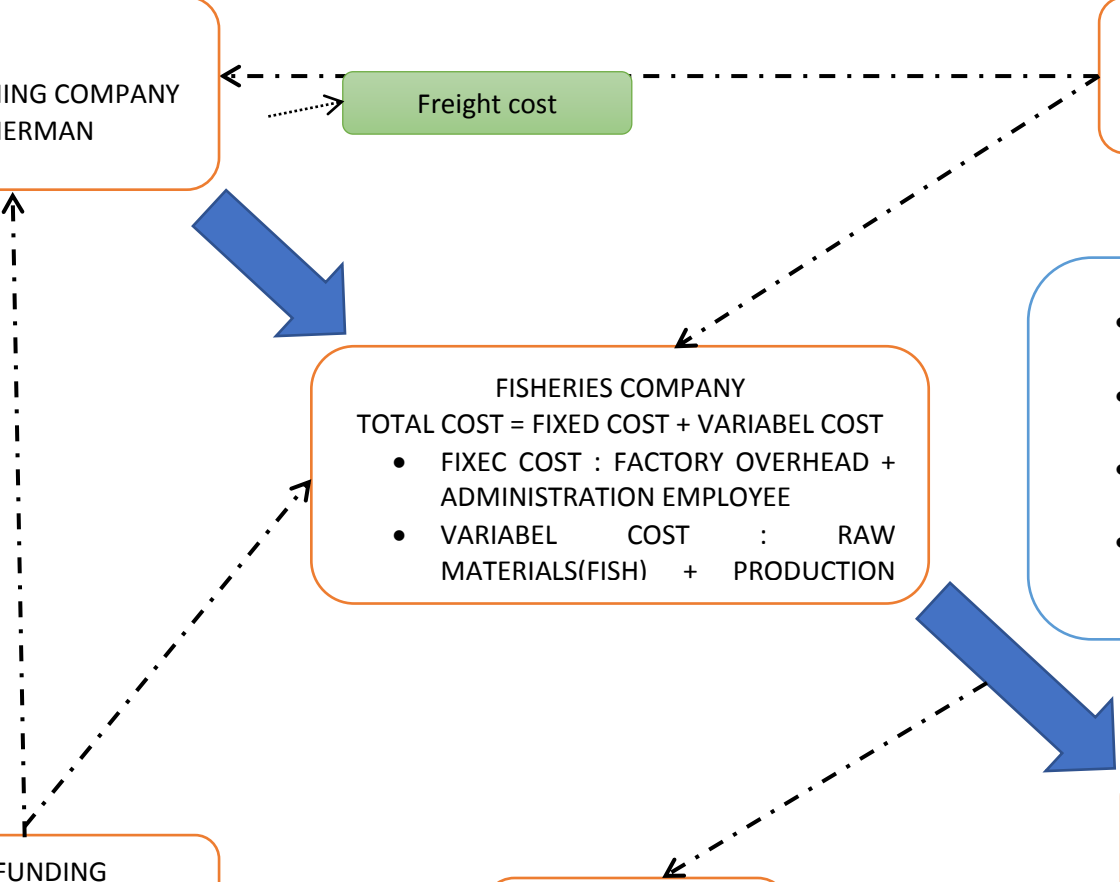 NING COMPANY
HERMAN
Freight cost
FISHERIES COMPANY
TOTAL COST = FIXED COST + VARIABEL COST
• FIXEC COST : FACTORY OVERHEAD +
ADMINISTRATION EMPLOYEE
• VARIABEL COST : RAW
MATERIALS(FISH) + PRODUCTION
FUNDING